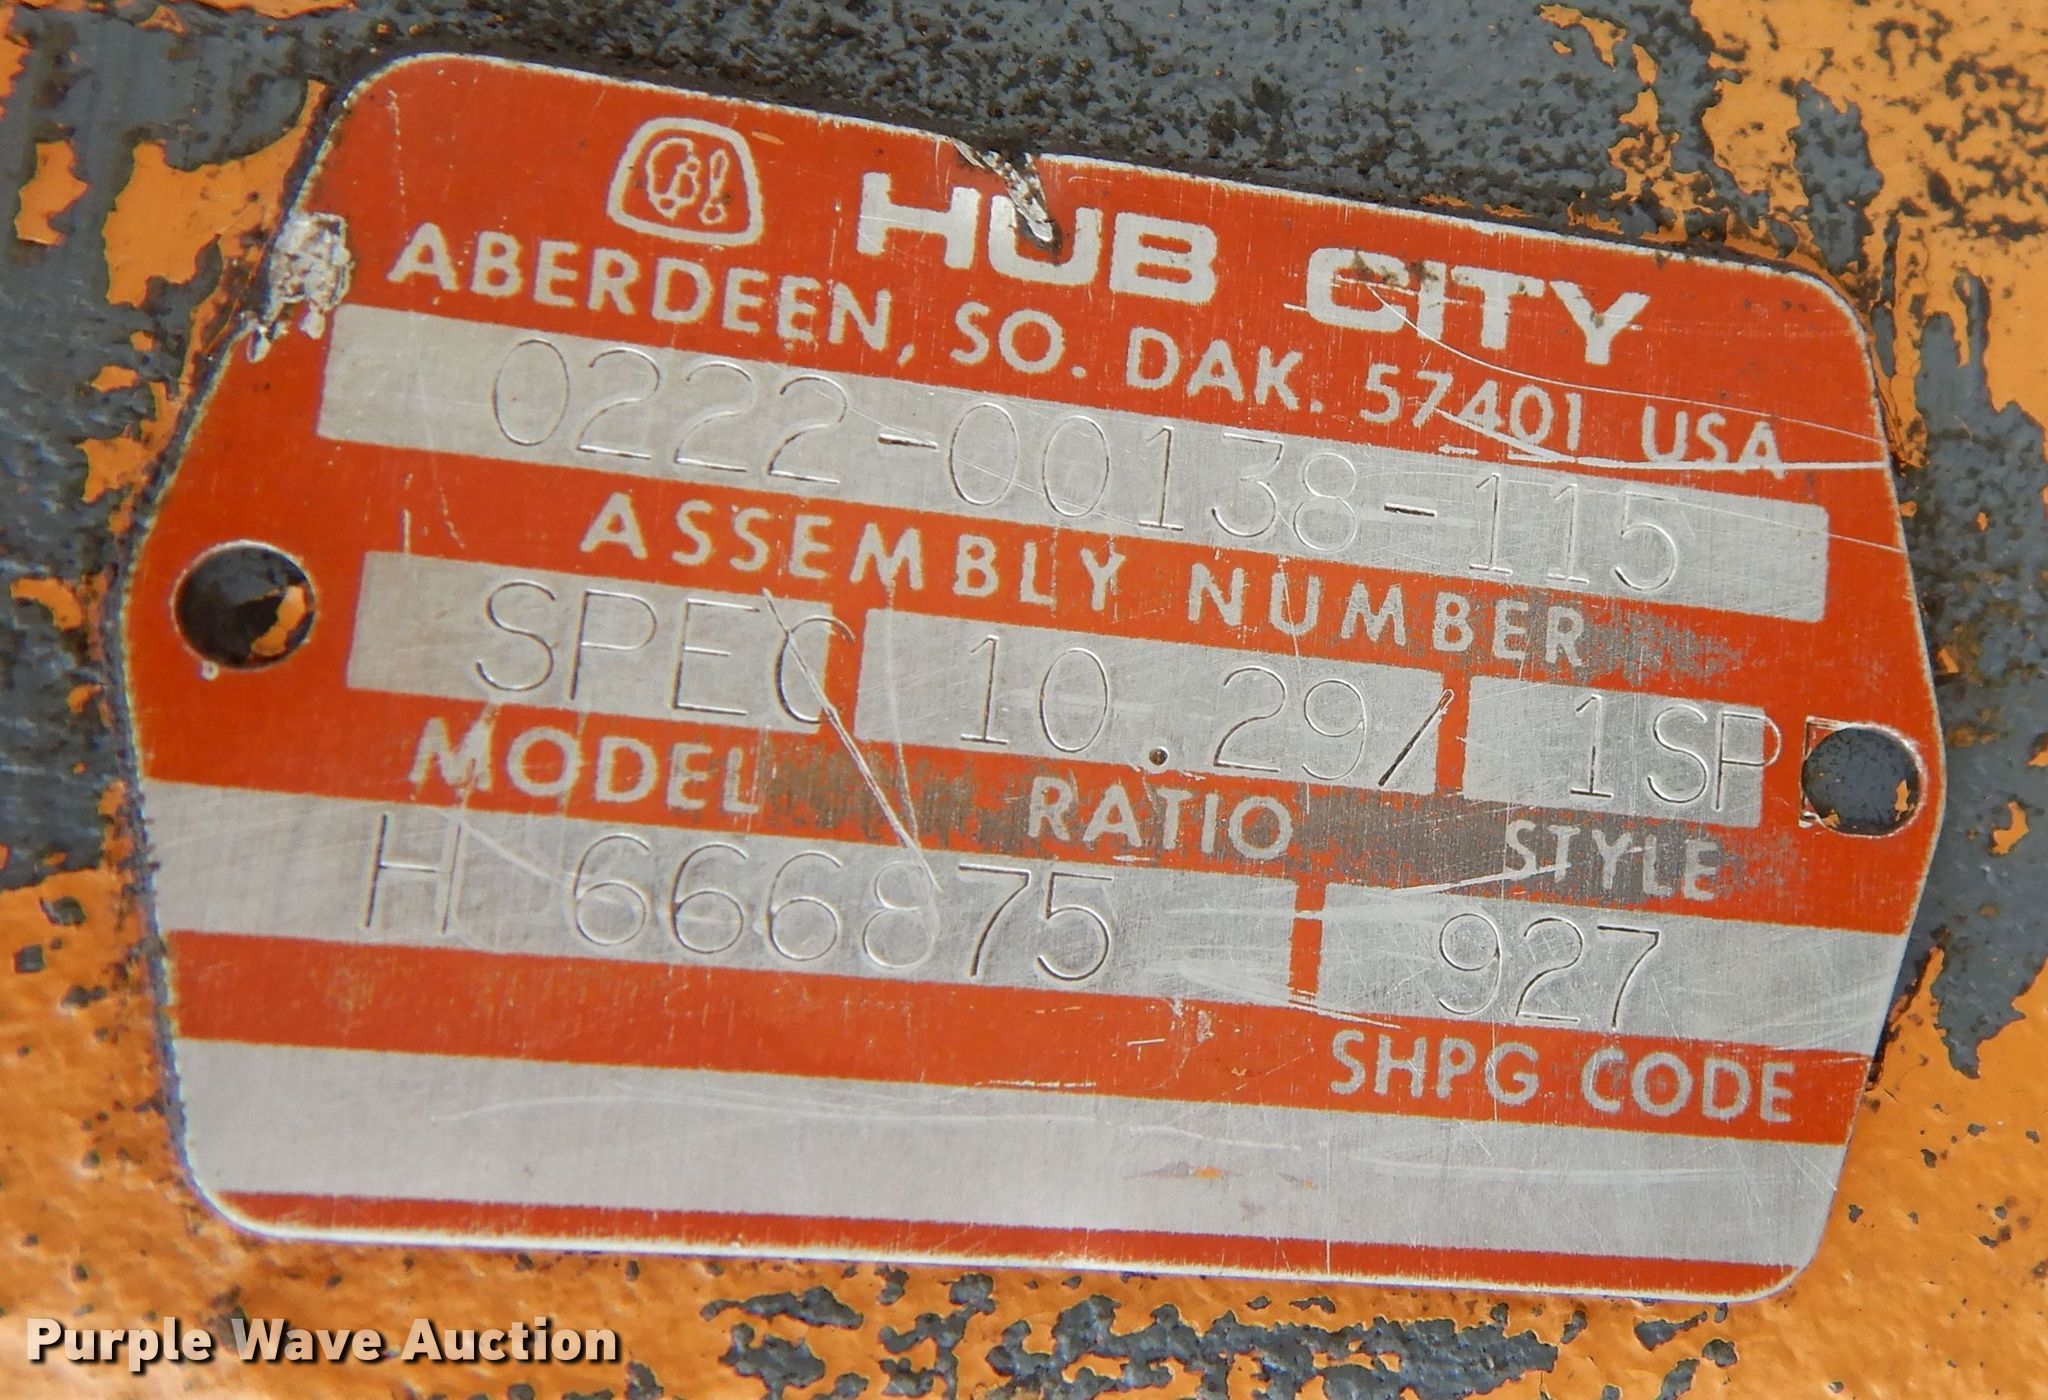 HUB CITY
ABERDEEN, SO. DAK. 57401 USA
0222-00138-115
ASSEMBLY NUMBER
SPEC 10.29/ 1SP
MODEL RATIO STYLE
H 666875 927
SHPG CODE
Purple Wave Auction